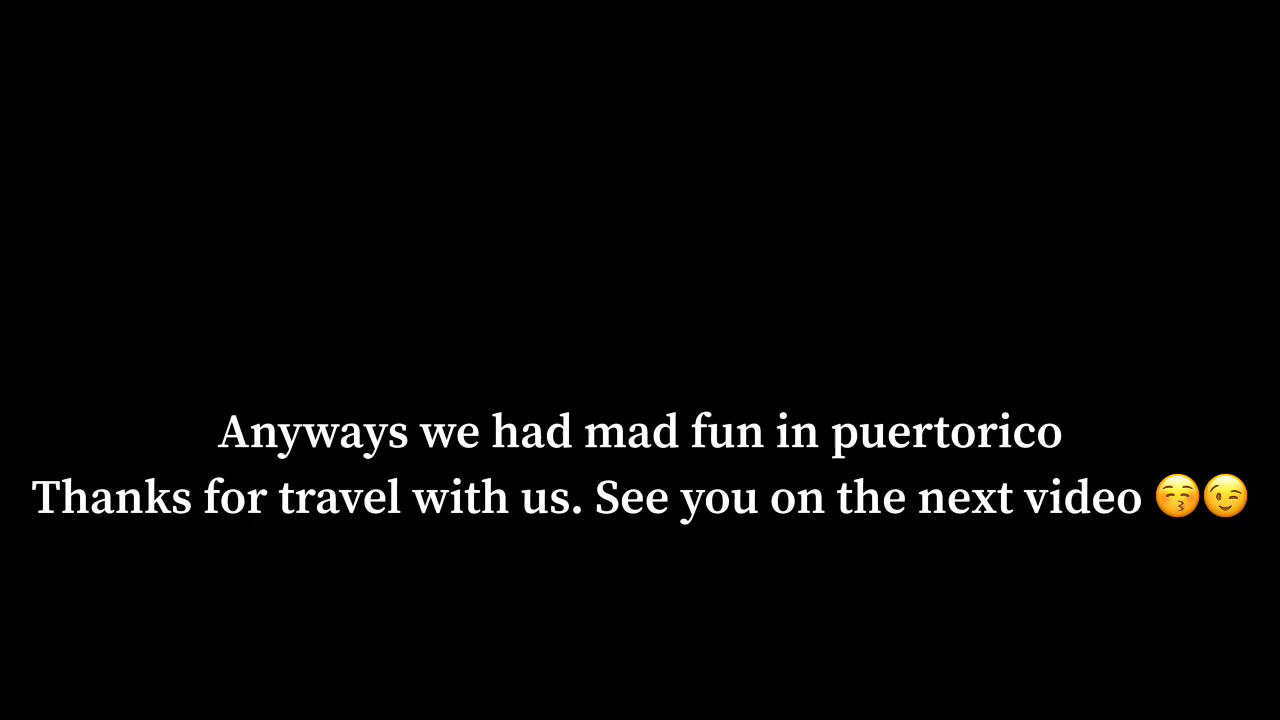 Anyways we had mad fun in puertorico
Thanks for travel with us. See you on the next video 😚😉